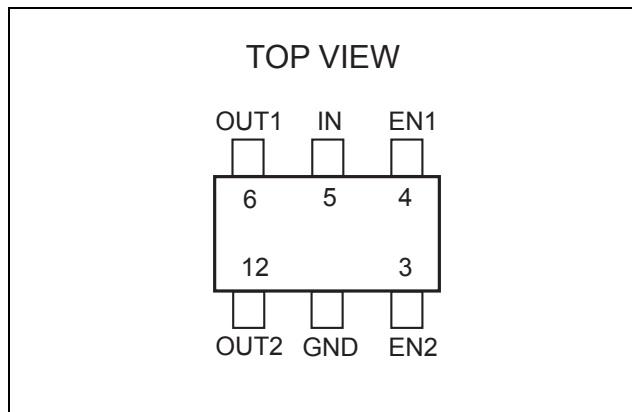 TOP VIEW
OUT1 IN EN1
6 5 4
12 3
OUT2 GND EN2